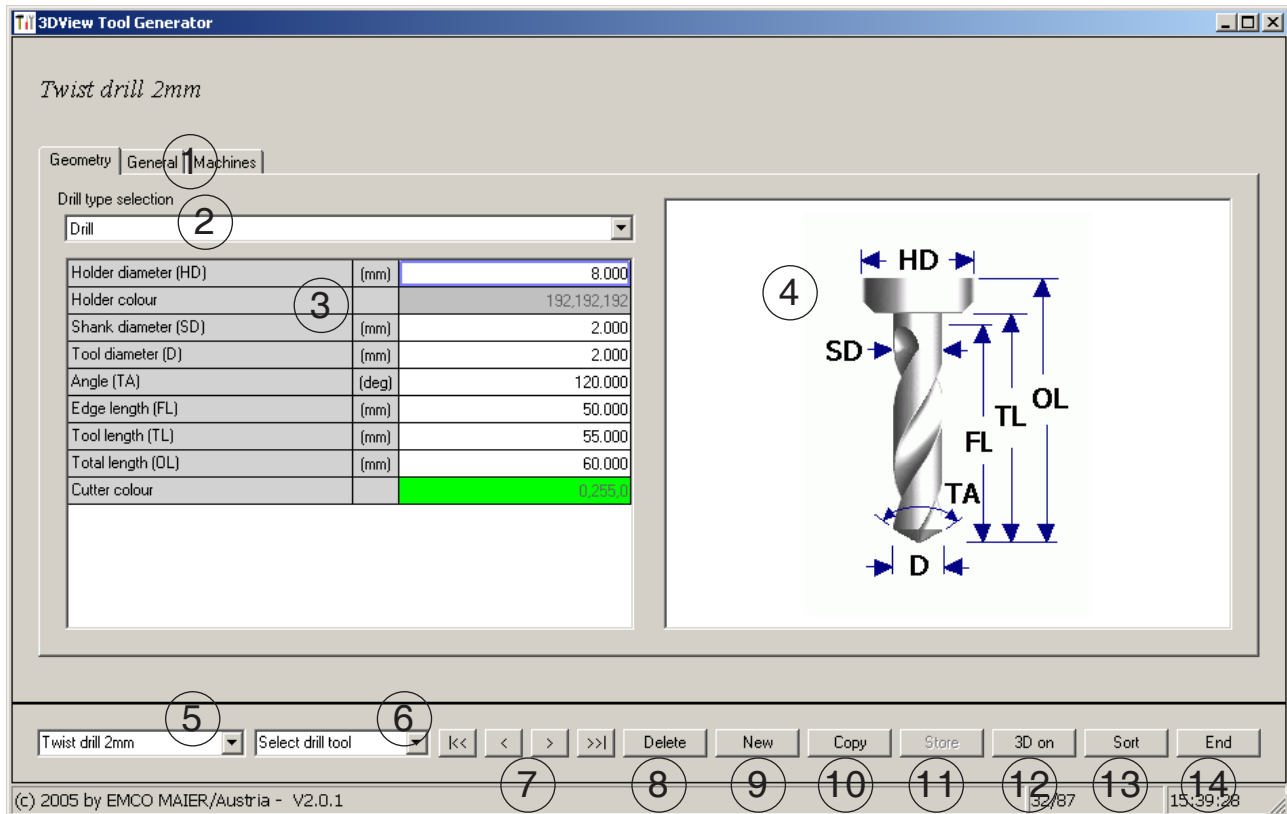 3DView Tool Generator
Twist drill 2mm
Geometry General Machines
1
Drill type selection
2
Drill
Holder diameter (HD) (mm) 8.000
Holder colour 192,192,192
3
Shank diameter (SD) (mm) 2.000
Tool diameter (D) (mm) 2.000
Angle (TA) (deg) 120.000
Edge length (FL) (mm) 50.000
Tool length (TL) (mm) 55.000
Total length (OL) (mm) 60.000
Cutter colour 0,255,0
4
HD
SD
OL
TL
FL
TA
D
5 6
Twist drill 2mm Select drill tool |<< < > >>| Delete New Copy Store 3D on Sort End
7 8 9 10 11 12 13 14
(c) 2005 by EMCO MAIER/Austria - V2.0.1 32/87 15:39:28